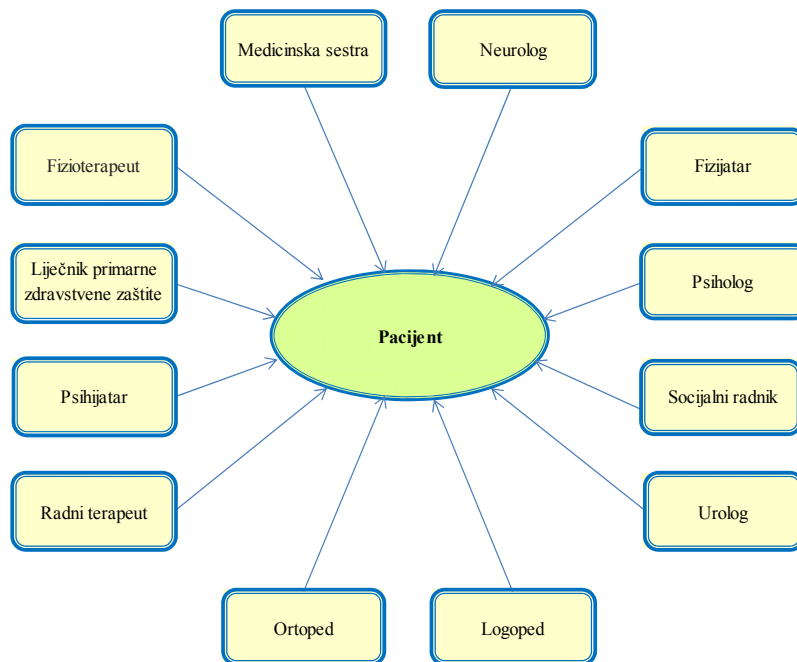 Medicinska sestra
Neurolog
Fizioterapeut
Fizijatar
Liječnik primarne
zdravstvene zaštite
Psiholog
Pacijent
Psihijatar
Socijalni radnik
Radni terapeut
Urolog
Ortoped
Logoped